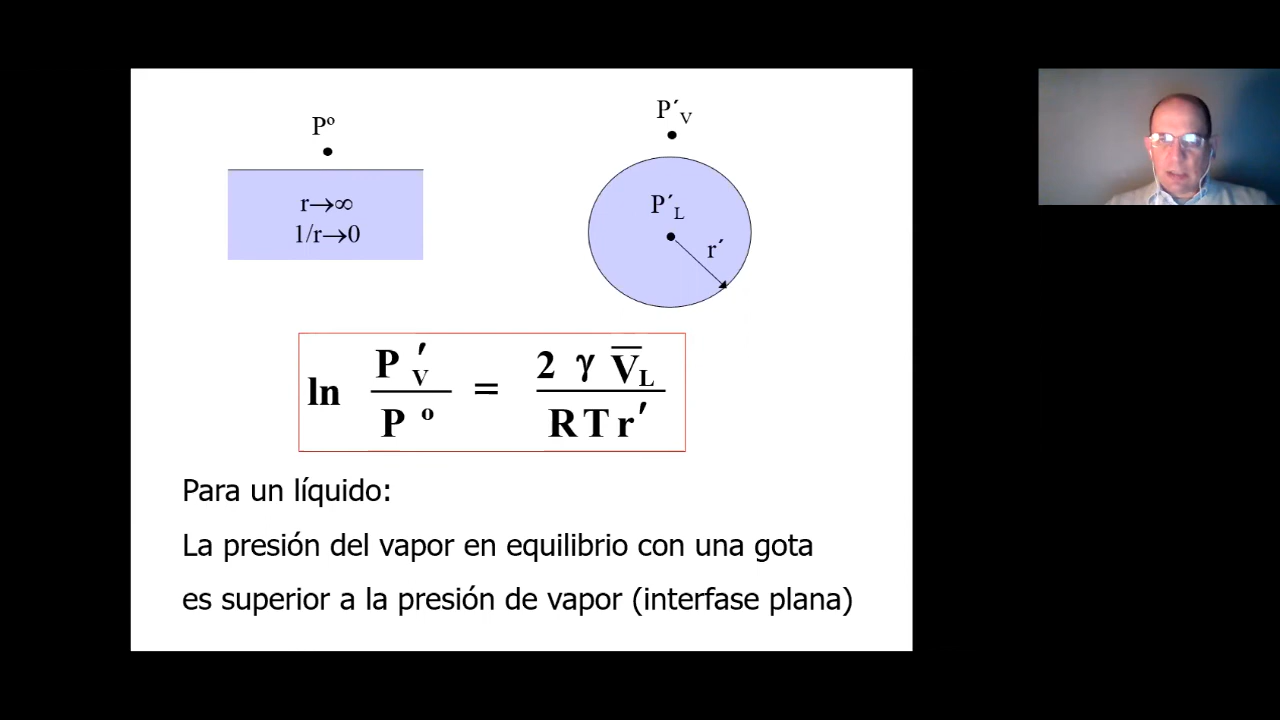 Pº
r→∞
1/r→0
P´V
P´L
r´
ln P V′ / P º = 2 γ V̅L / R T r′
Para un líquido:
La presión del vapor en equilibrio con una gota
es superior a la presión de vapor (interfase plana)